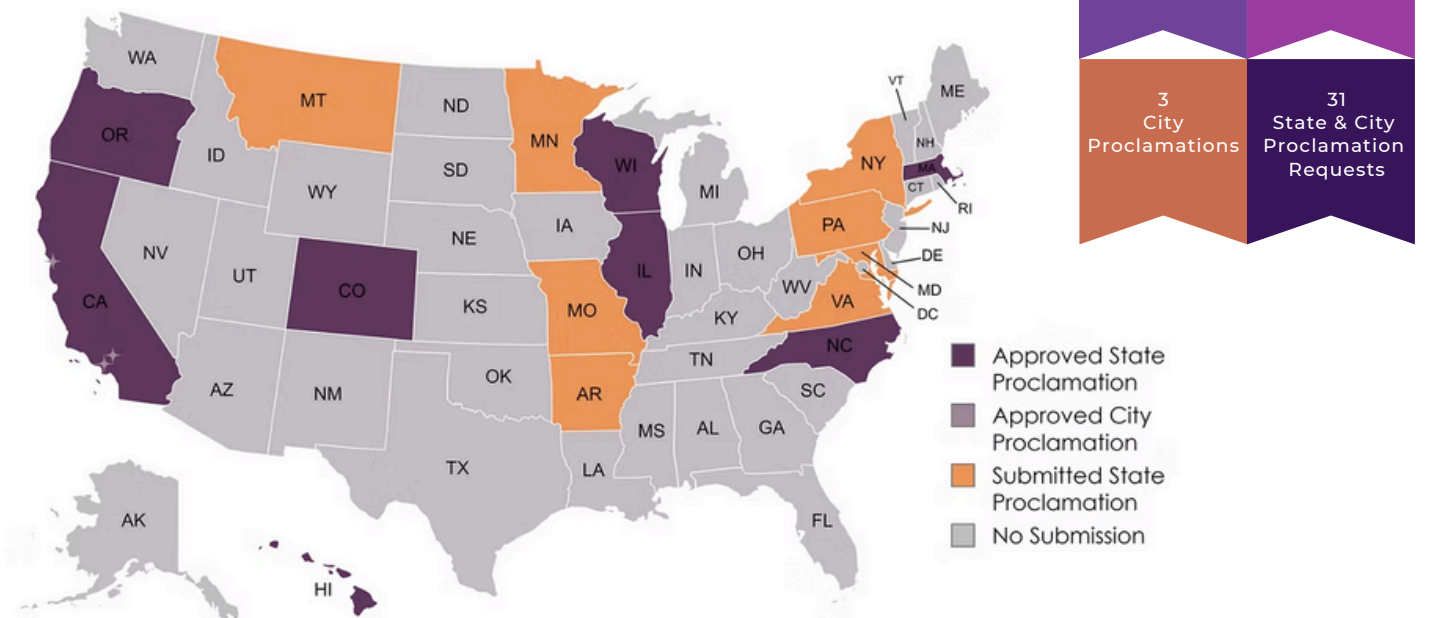 WA
MT
ND
MN
OR
ID
WY
SD
WI
MI
NY
VT
NH
ME
MA
CT
RI
NV
UT
CO
NE
IA
IL
IN
OH
PA
NJ
DE
MD
DC
CA
KS
MO
KY
WV
VA
AZ
NM
OK
AR
TN
NC
SC
TX
LA
MS
AL
GA
FL
AK
HI
3
City
Proclamations
31
State & City
Proclamation
Requests
Approved State
Proclamation
Approved City
Proclamation
Submitted State
Proclamation
No Submission